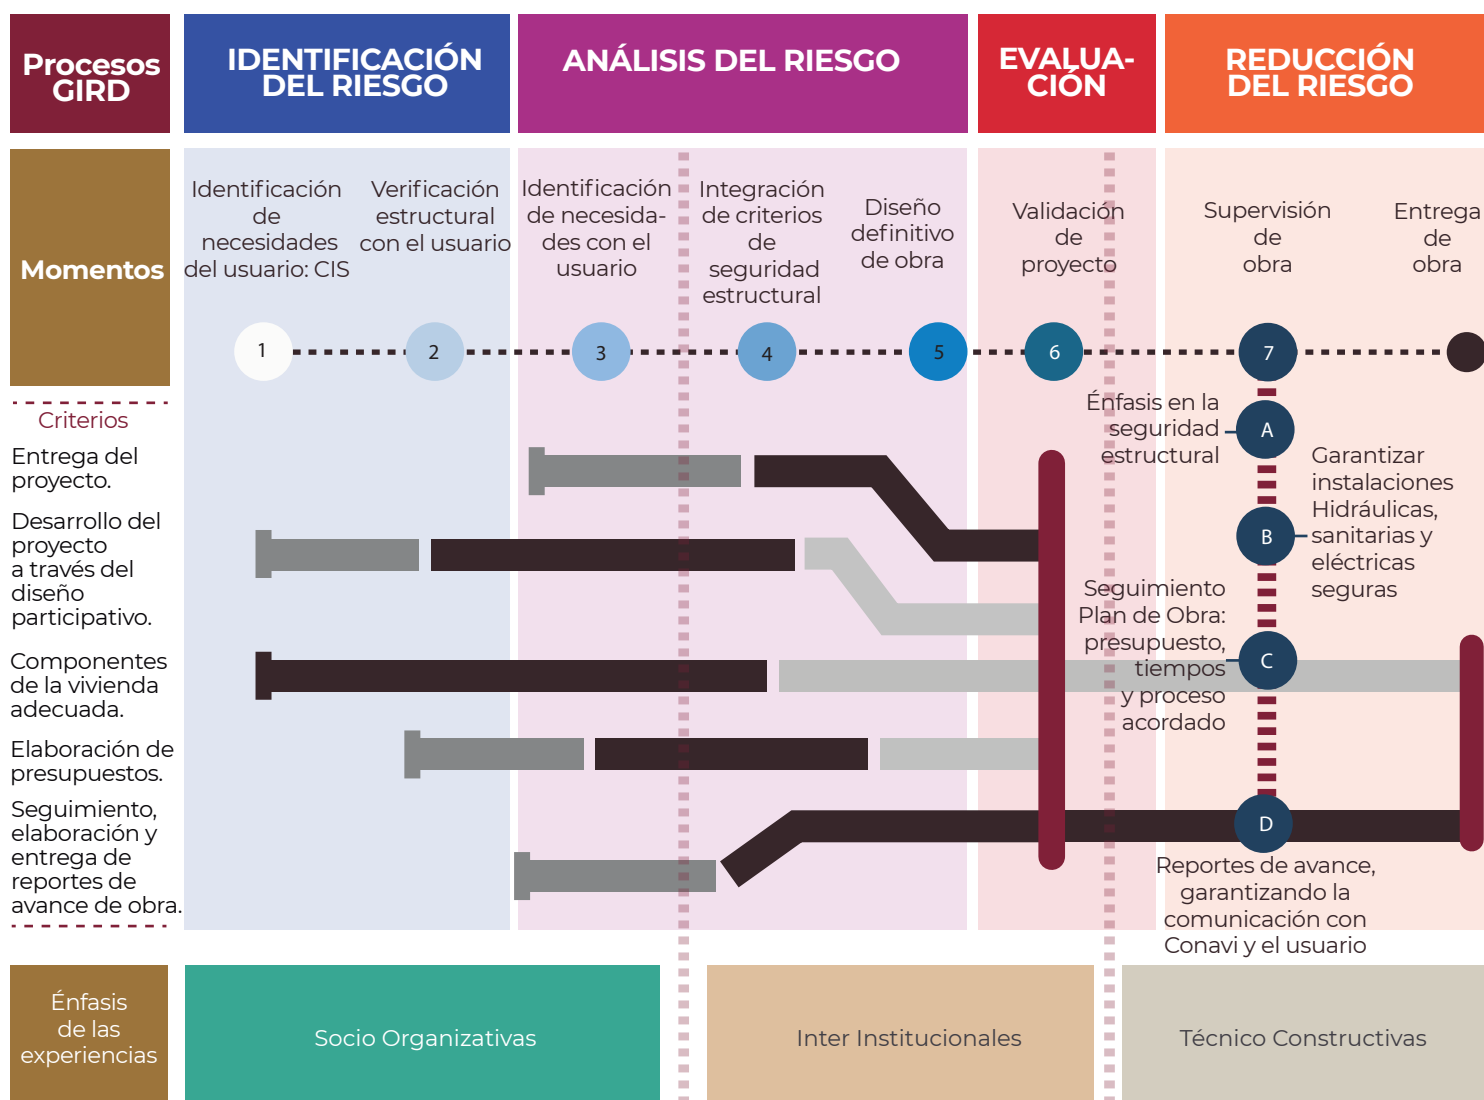 Procesos
GIRD
IDENTIFICACIÓN
DEL RIESGO
ANÁLISIS DEL RIESGO
EVALUA-
CIÓN
REDUCCIÓN
DEL RIESGO
Momentos
Identificación
de
necesidades
del usuario: CIS
Verificación
estructural
con el usuario
Identificación
de necesida-
des con el
usuario
Integración
de criterios
de
seguridad
estructural
Diseño
definitivo
de obra
Validación
de
proyecto
Supervisión
de
obra
Entrega
de
obra
1
2
3
4
5
6
7
Criterios
Entrega del
proyecto.
Desarrollo del
proyecto
a través del
diseño
participativo.
Componentes
de la vivienda
adecuada.
Elaboración de
presupuestos.
Seguimiento,
elaboración y
entrega de
reportes de
avance de obra.
Énfasis en la
seguridad
estructural
A
Garantizar
instalaciones
Hidráulicas,
sanitarias y
eléctricas
seguras
B
Seguimiento
Plan de Obra:
presupuesto,
tiempos
y proceso
acordado
C
D
Reportes de avance,
garantizando la
comunicación con
Conavi y el usuario
Énfasis
de las
experiencias
Socio Organizativas
Inter Institucionales
Técnico Constructivas